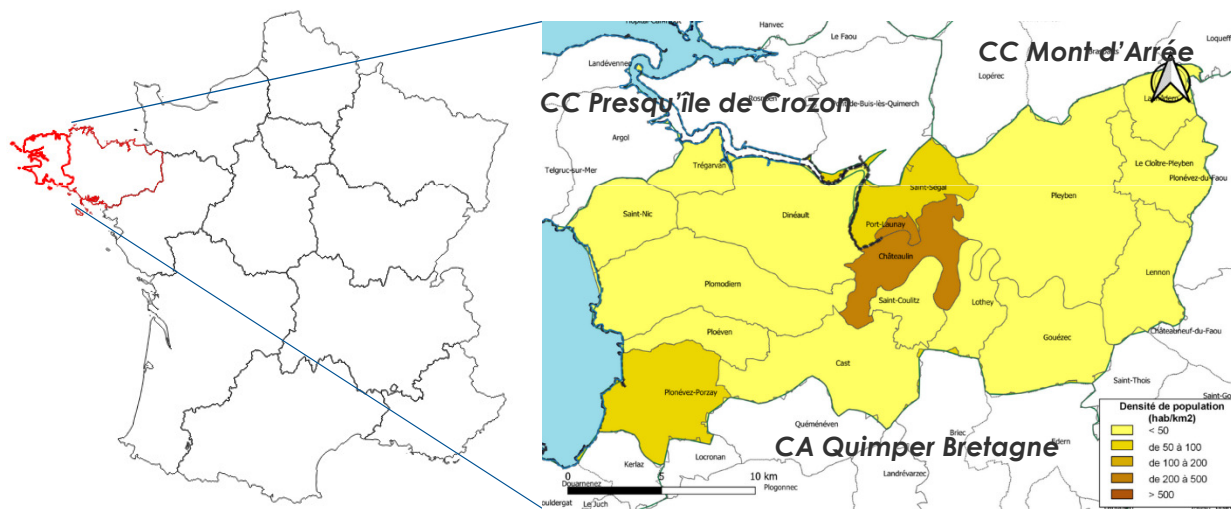 Hanvec
Le Faou
CC Mont d'Arrée
Landévennec
Lopérec
CC Presqu'île de Crozon
Argol
Telgruc-sur-Mer
Trégarvan
Le Cloître-Pleyben
Plonévez-du-Faou
Saint-Ségal
Pleyben
Saint-Nic
Dinéault
Port-Launay
Châteaulin
Lennon
Plomodiern
Saint-Coulitz
Lothey
Ploéven
Châteauneuf-du-Faou
Gouézec
Cast
Plonévez-Porzay
Saint-Thois
Quéménéven
Briec
Edern
CA Quimper Bretagne
Locronan
Kerlaz
Landrévarzec
Douarnenez
Plogonnec
Le Juch
5
10 km
Densité de population
(hab/km2)
< 50
de 50 à 100
de 100 à 200
de 200 à 500
> 500